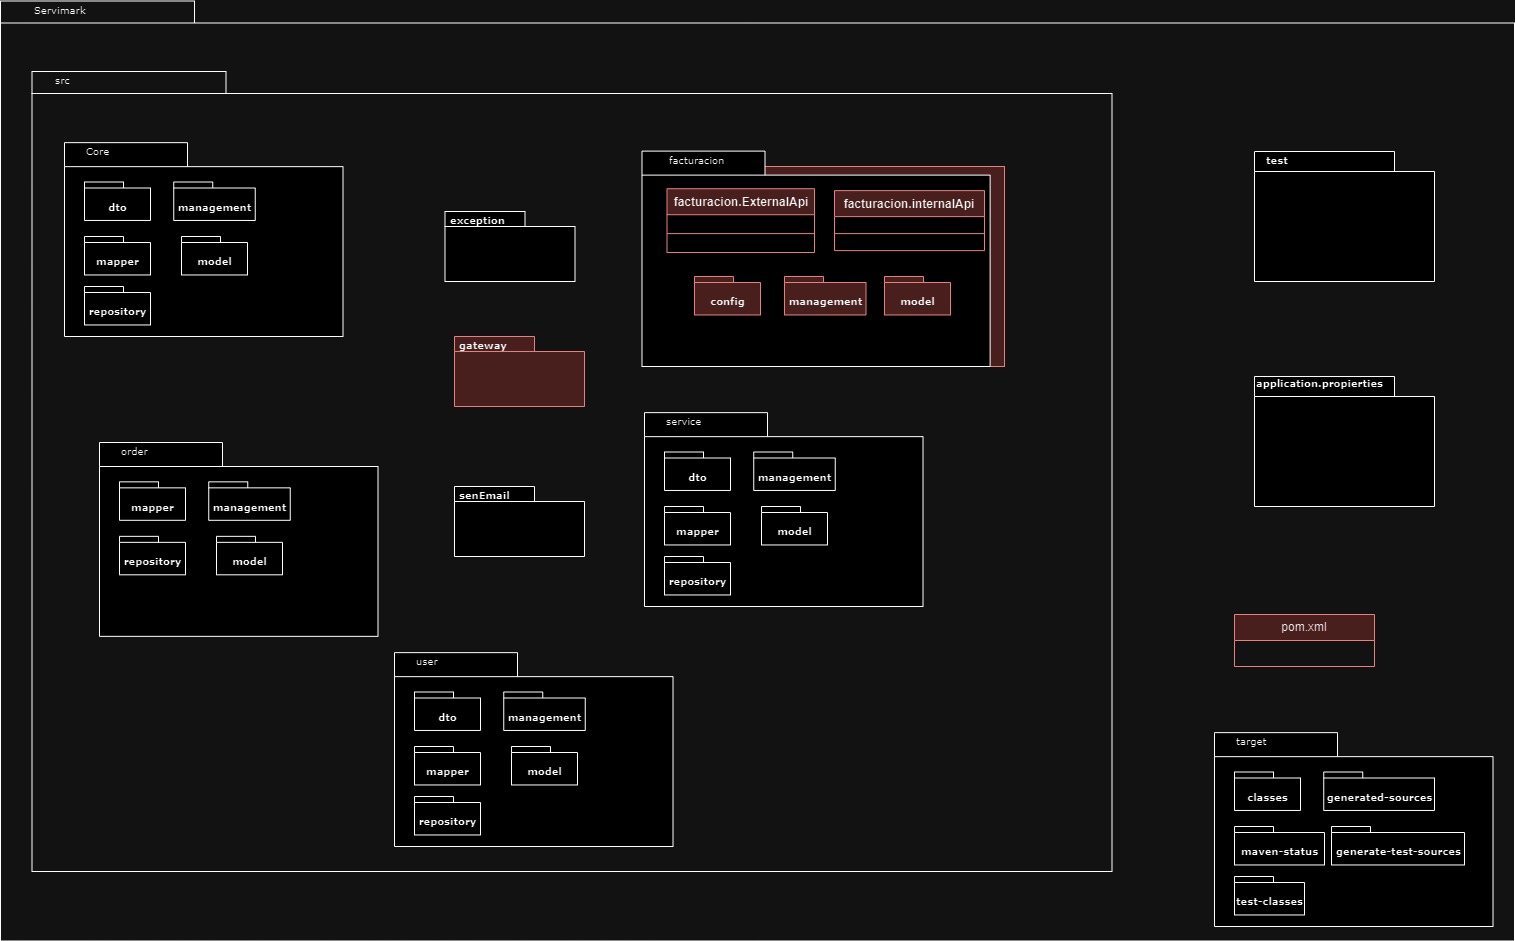 Servimark
src
Core
dto
management
mapper
model
repository
exception
gateway
senEmail
facturacion
facturacion.ExternalApi
facturacion.internalApi
config
management
model
order
mapper
management
repository
model
service
dto
management
mapper
model
repository
user
dto
management
mapper
model
repository
test
application.propierties
pom.xml
target
classes
generated-sources
maven-status
generate-test-sources
test-classes